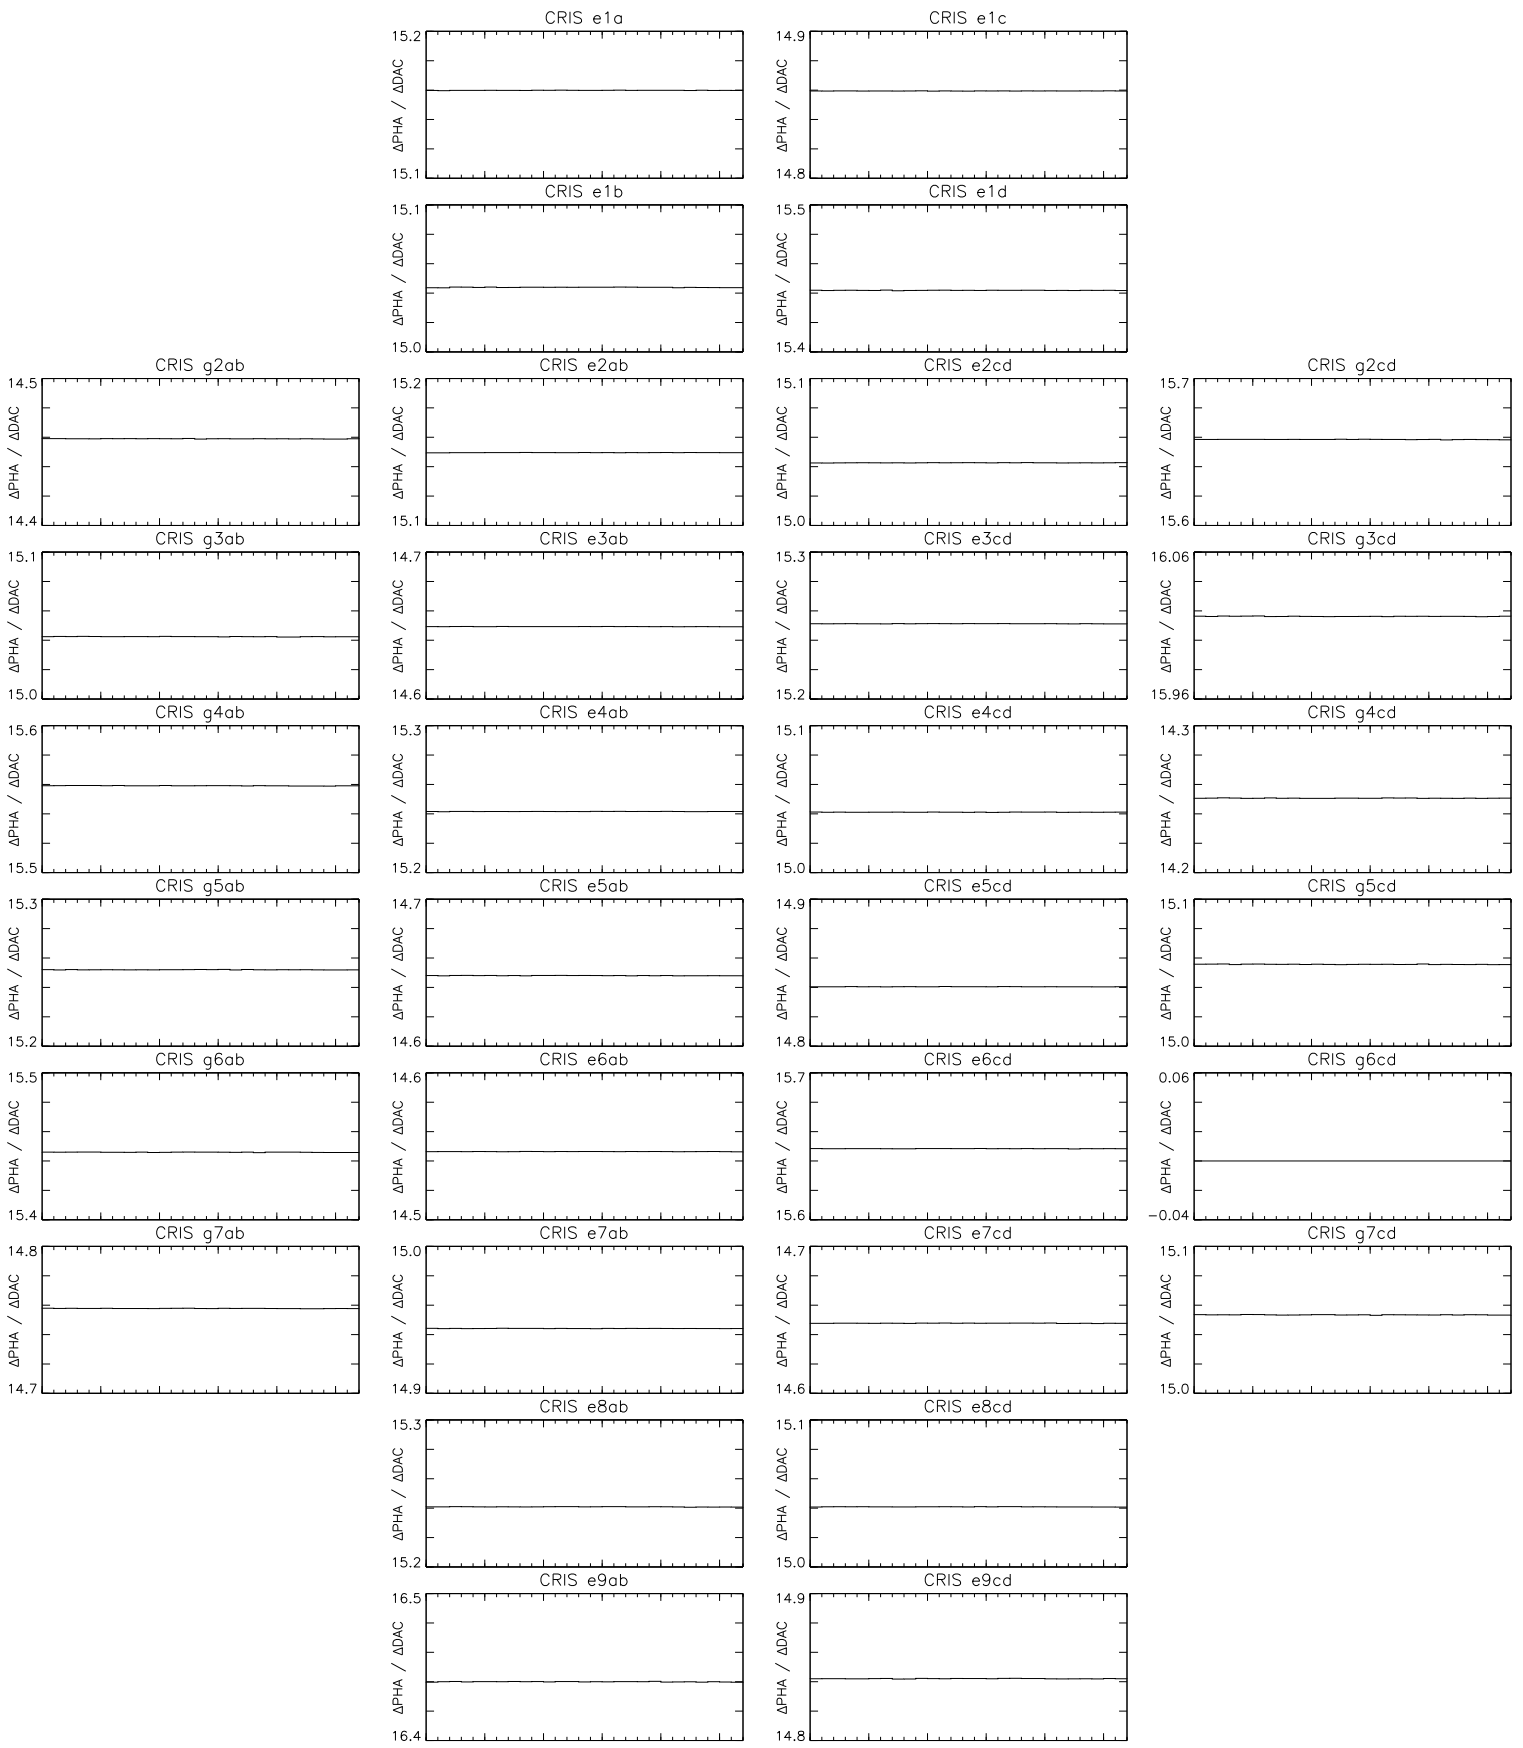 CRIS e1a
15.2
ΔPHA / ΔDAC
15.1
CRIS e1c
14.9
ΔPHA / ΔDAC
14.8
CRIS e1b
15.1
ΔPHA / ΔDAC
15.0
CRIS e1d
15.5
ΔPHA / ΔDAC
15.4
CRIS g2ab
14.5
ΔPHA / ΔDAC
14.4
CRIS e2ab
15.2
ΔPHA / ΔDAC
15.1
CRIS e2cd
15.1
ΔPHA / ΔDAC
15.0
CRIS g2cd
15.7
ΔPHA / ΔDAC
15.6
CRIS g3ab
15.1
ΔPHA / ΔDAC
15.0
CRIS e3ab
14.7
ΔPHA / ΔDAC
14.6
CRIS e3cd
15.3
ΔPHA / ΔDAC
15.2
CRIS g3cd
16.06
ΔPHA / ΔDAC
15.96
CRIS g4ab
15.6
ΔPHA / ΔDAC
15.5
CRIS e4ab
15.3
ΔPHA / ΔDAC
15.2
CRIS e4cd
15.1
ΔPHA / ΔDAC
15.0
CRIS g4cd
14.3
ΔPHA / ΔDAC
14.2
CRIS g5ab
15.3
ΔPHA / ΔDAC
15.2
CRIS e5ab
14.7
ΔPHA / ΔDAC
14.6
CRIS e5cd
14.9
ΔPHA / ΔDAC
14.8
CRIS g5cd
15.1
ΔPHA / ΔDAC
15.0
CRIS g6ab
15.5
ΔPHA / ΔDAC
15.4
CRIS e6ab
14.6
ΔPHA / ΔDAC
14.5
CRIS e6cd
15.7
ΔPHA / ΔDAC
15.6
CRIS g6cd
0.06
ΔPHA / ΔDAC
−0.04
CRIS g7ab
14.8
ΔPHA / ΔDAC
14.7
CRIS e7ab
15.0
ΔPHA / ΔDAC
14.9
CRIS e7cd
14.7
ΔPHA / ΔDAC
14.6
CRIS g7cd
15.1
ΔPHA / ΔDAC
15.0
CRIS e8ab
15.3
ΔPHA / ΔDAC
15.2
CRIS e8cd
15.1
ΔPHA / ΔDAC
15.0
CRIS e9ab
16.5
ΔPHA / ΔDAC
16.4
CRIS e9cd
14.9
ΔPHA / ΔDAC
14.8